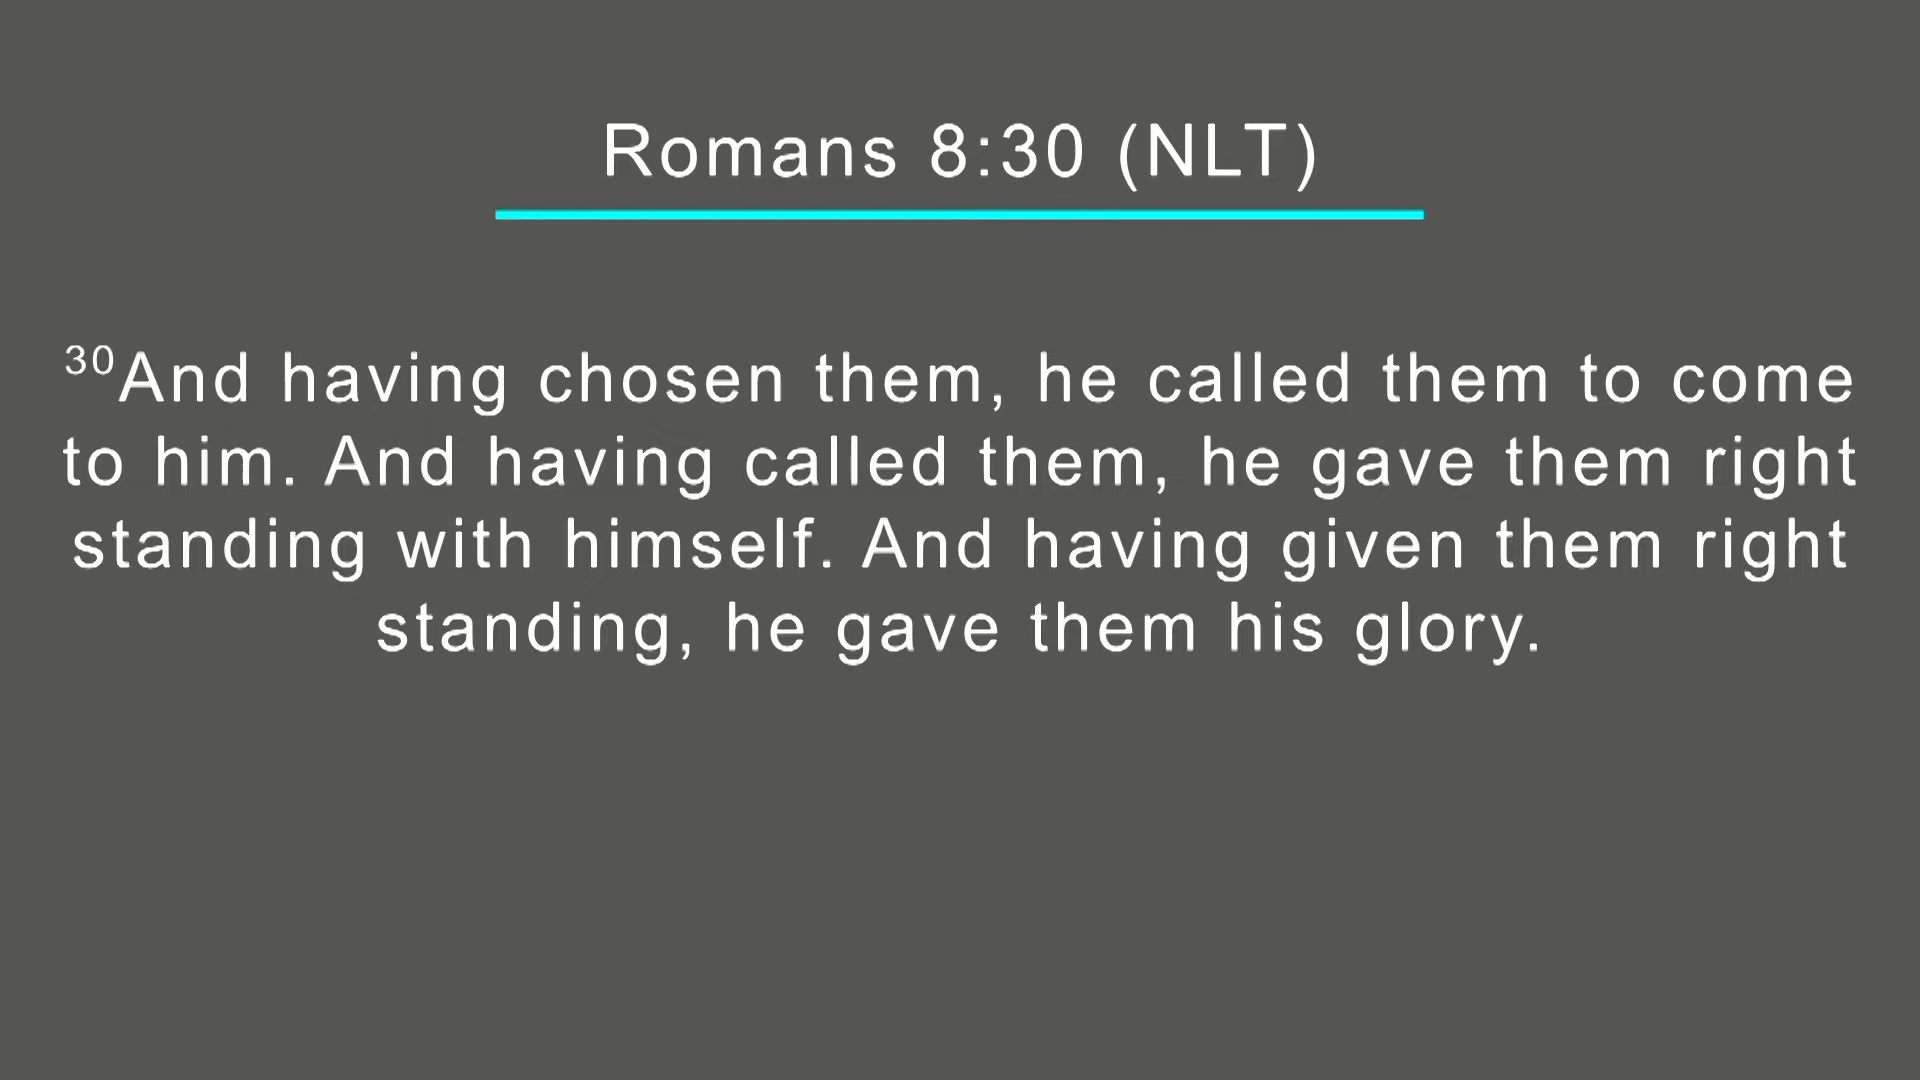 Romans 8:30 (NLT)
30And having chosen them, he called them to come
to him. And having called them, he gave them right
standing with himself. And having given them right
standing, he gave them his glory.